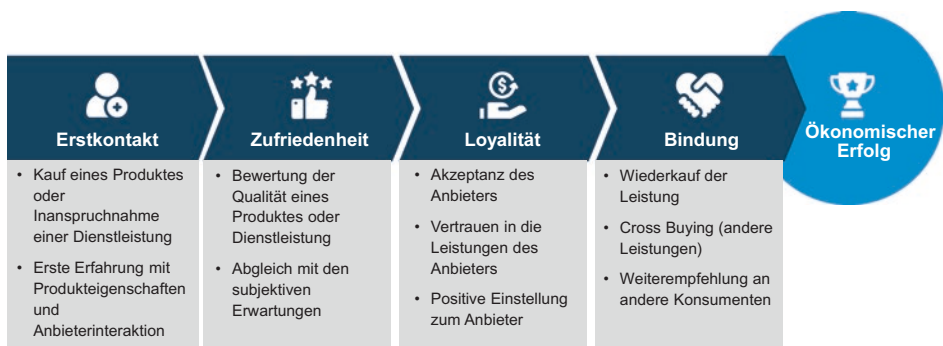 Erstkontakt
• Kauf eines Produktes
oder
Inanspruchnahme
einer Dienstleistung
• Erste Erfahrung mit
Produkteigenschaften
und
Anbieterinteraktion
Zufriedenheit
• Bewertung der
Qualität eines
Produktes oder
Dienstleistung
• Abgleich mit den
subjektiven
Erwartungen
Loyalität
• Akzeptanz des
Anbieters
• Vertrauen in die
Leistungen des
Anbieters
• Positive Einstellung
zum Anbieter
Bindung
• Wiederkauf der
Leistung
• Cross Buying (andere
Leistungen)
• Weiterempfehlung an
andere Konsumenten
Ökonomischer
Erfolg